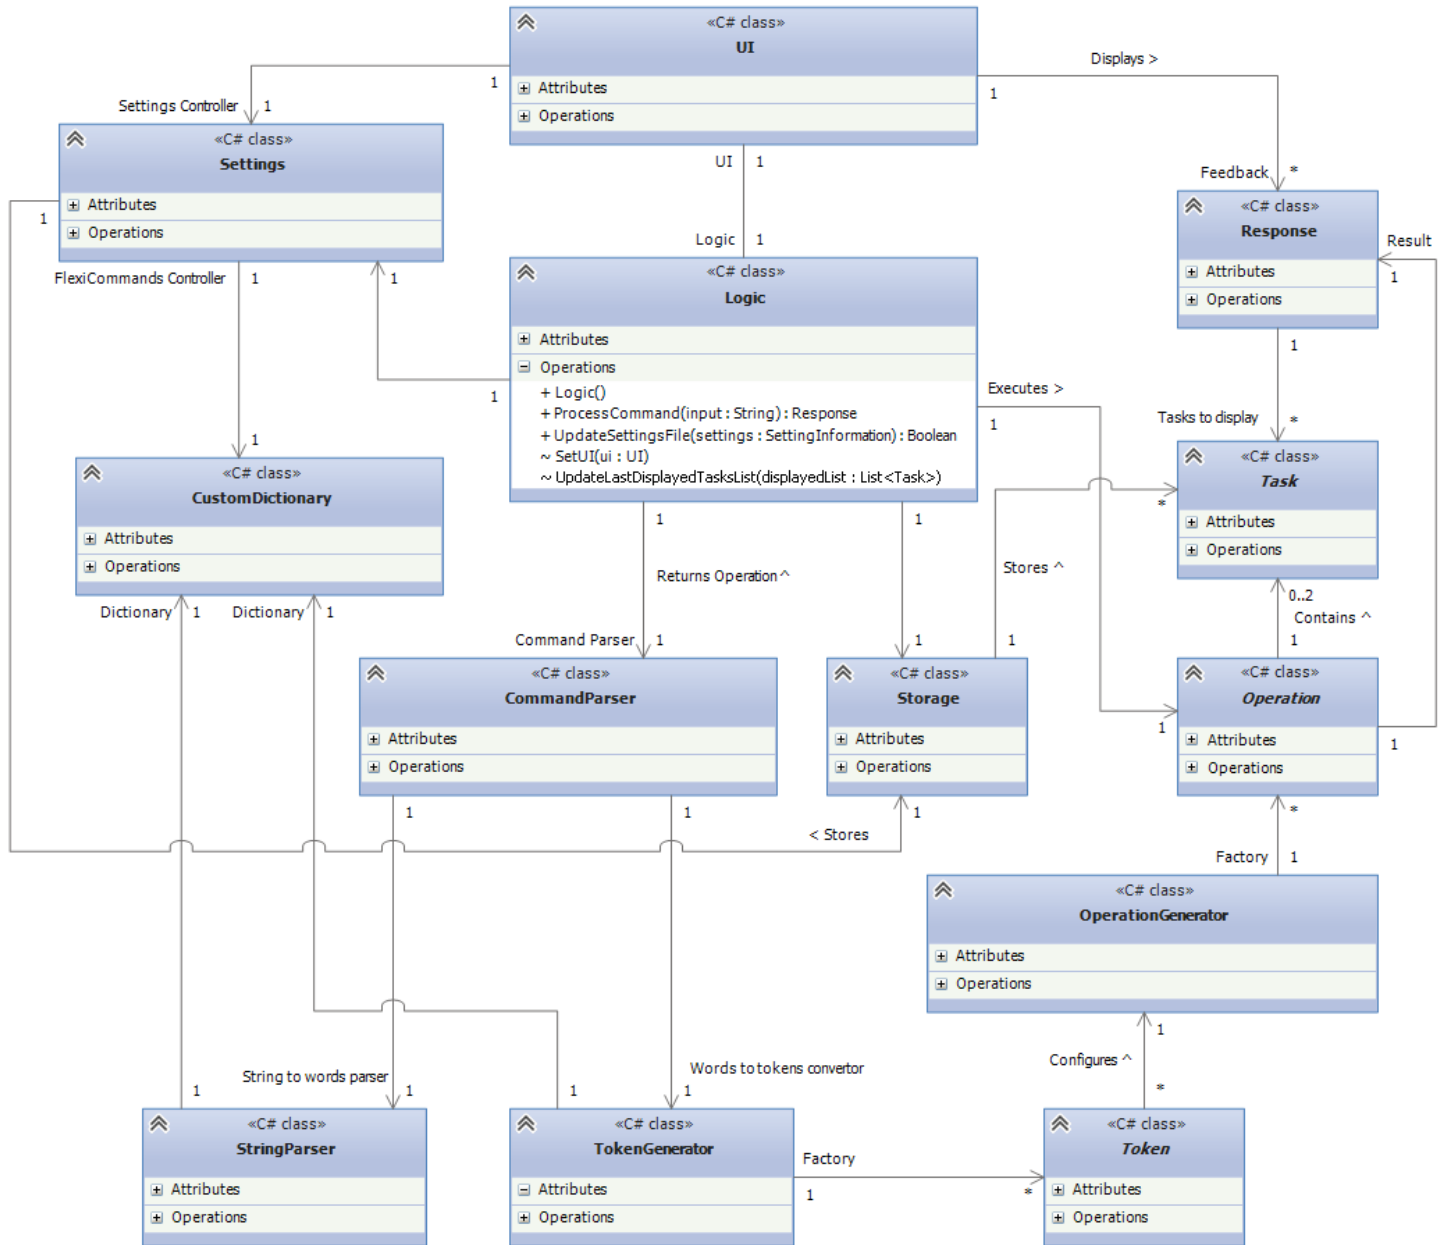 «C# class»
UI
Attributes
Operations
1
Settings Controller
1
1
Displays >
Feedback
*
UI
1
Logic
1
«C# class»
Settings
Attributes
Operations
1
FlexiCommands Controller
1
1
1
«C# class»
Response
Attributes
Operations
Result
1
1
Tasks to display
*
«C# class»
Logic
Attributes
Operations
+ Logic()
+ ProcessCommand(input : String) : Response
+ UpdateSettingsFile(settings : SettingInformation) : Boolean
~ SetUI(ui : UI)
~ UpdateLastDisplayedTasksList(displayedList : List<Task>)
1
Executes >
1
1
1
«C# class»
CustomDictionary
Attributes
Operations
Dictionary
1
Dictionary
1
«C# class»
Task
Attributes
Operations
*
Stores ^
1
0..2
Contains ^
1
Returns Operation ^
Command Parser
1
1
«C# class»
CommandParser
Attributes
Operations
1
1
«C# class»
Storage
Attributes
Operations
1
< Stores
«C# class»
Operation
Attributes
Operations
1
1
*
Factory
1
«C# class»
OperationGenerator
Attributes
Operations
1
Configures ^
*
String to words parser
1
1
Words to tokens convertor
1
1
«C# class»
StringParser
Attributes
Operations
«C# class»
TokenGenerator
Attributes
Operations
Factory
1
*
«C# class»
Token
Attributes
Operations